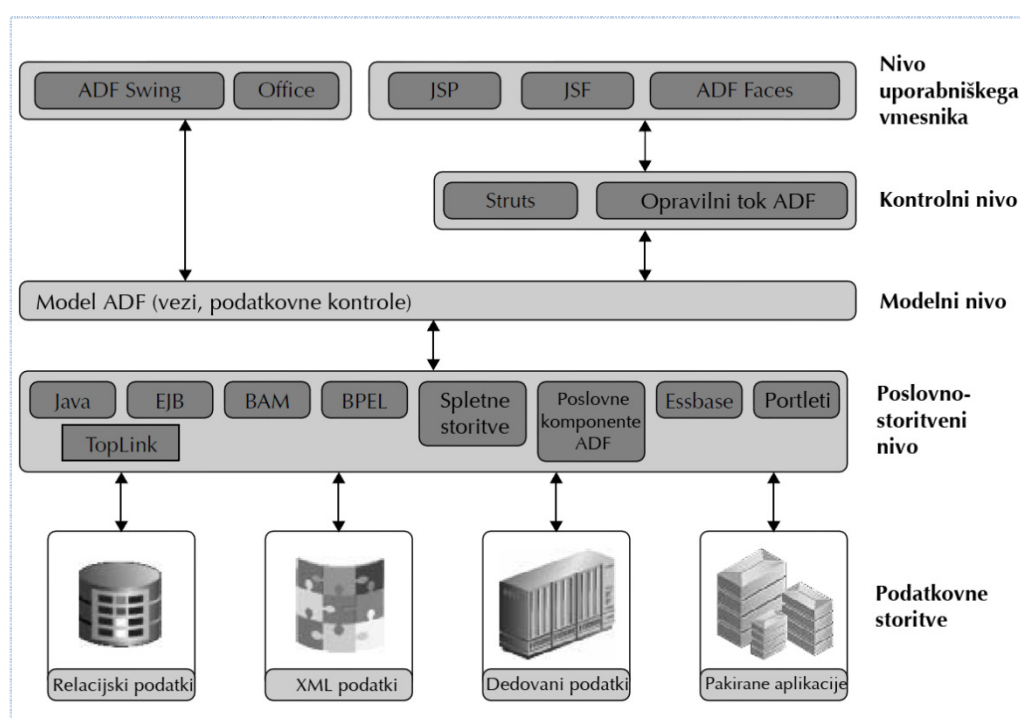 ADF Swing
Office
JSP
JSF
ADF Faces
Nivo
uporabniškega
vmesnika
Struts
Opravilni tok ADF
Kontrolni nivo
Model ADF (vezi, podatkovne kontrole)
Modelni nivo
Java
EJB
BAM
BPEL
Spletne
storitve
Poslovne
komponente
ADF
Essbase
Portleti
TopLink
Poslovno-
storitveni
nivo
Relacijski podatki
XML podatki
Dedovani podatki
Pakirane aplikacije
Podatkovne
storitve